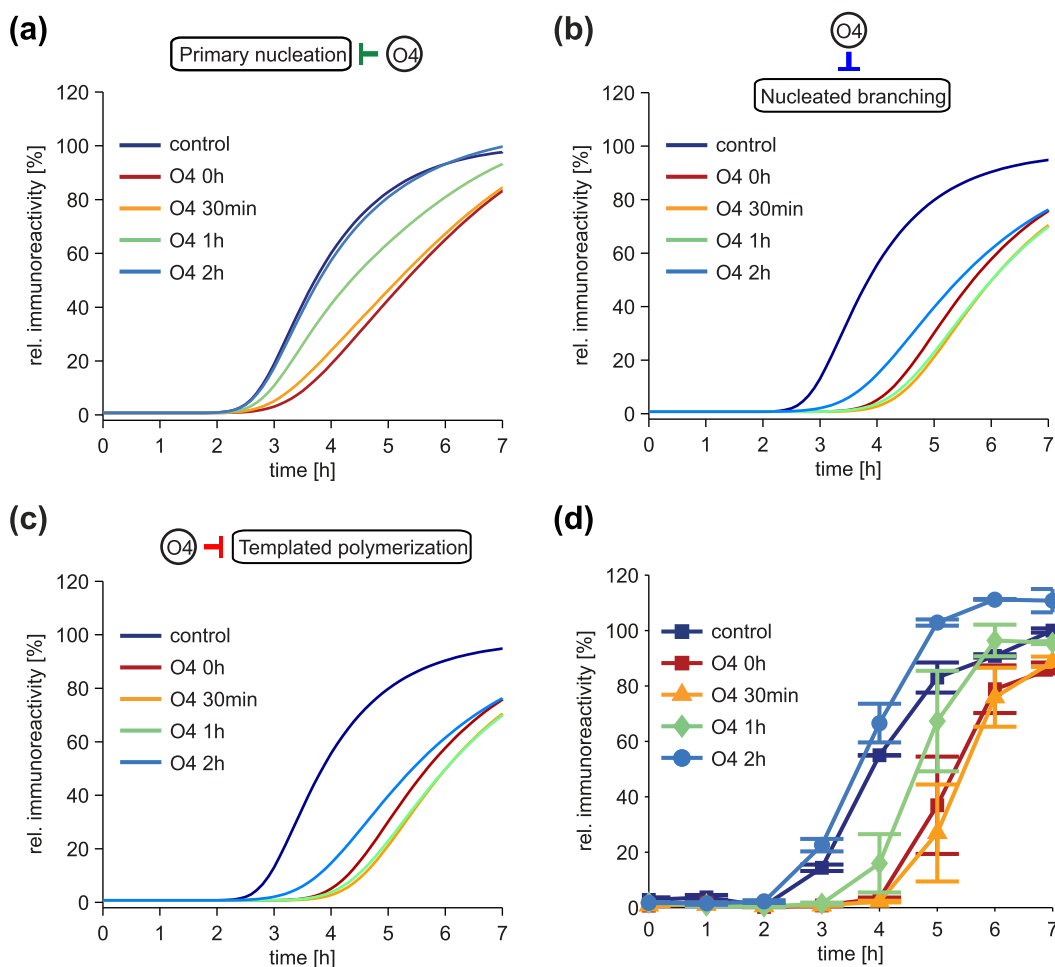 (a)
Primary nucleation
O4
rel. immunoreactivity [%]
120
100
80
60
40
20
0
control
O4 0h
O4 30min
O4 1h
O4 2h
0 1 2 3 4 5 6 7
time [h]
(b)
O4
Nucleated branching
rel. immunoreactivity [%]
120
100
80
60
40
20
0
control
O4 0h
O4 30min
O4 1h
O4 2h
0 1 2 3 4 5 6 7
time [h]
(c)
O4
Templated polymerization
rel. immunoreactivity [%]
120
100
80
60
40
20
0
control
O4 0h
O4 30min
O4 1h
O4 2h
0 1 2 3 4 5 6 7
time [h]
(d)
rel. immunoreactivity [%]
120
100
80
60
40
20
0
control
O4 0h
O4 30min
O4 1h
O4 2h
0 1 2 3 4 5 6 7
time [h]